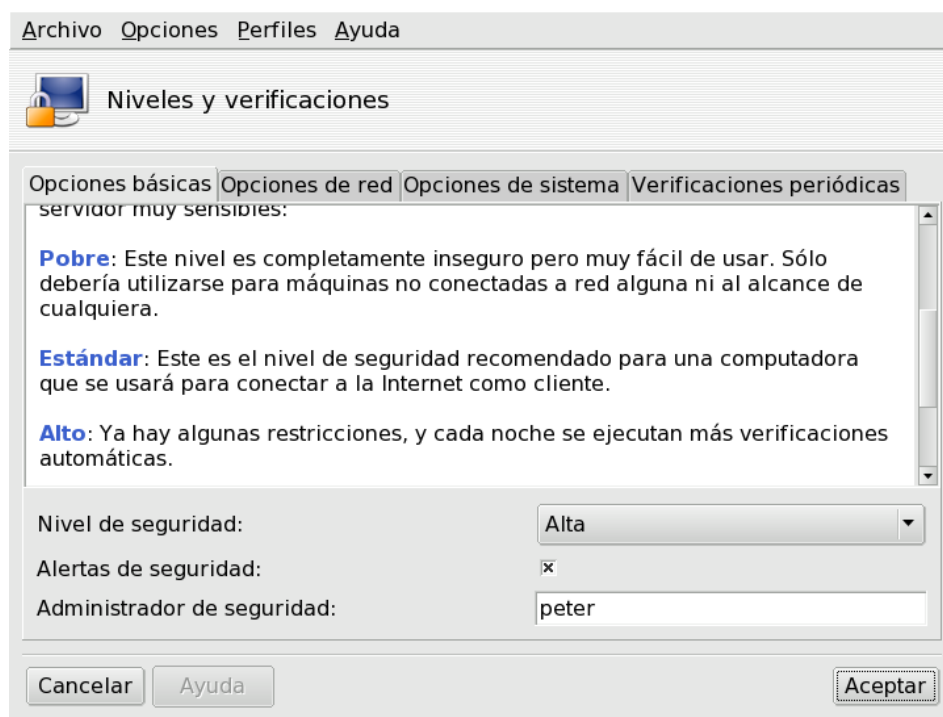 Archivo Opciones Perfiles Ayuda
Niveles y verificaciones
Opciones básicas Opciones de red Opciones de sistema Verificaciones periódicas
servidor muy sensibles:
Pobre: Este nivel es completamente inseguro pero muy fácil de usar. Sólo
debería utilizarse para máquinas no conectadas a red alguna ni al alcance de
cualquiera.
Estándar: Este es el nivel de seguridad recomendado para una computadora
que se usará para conectar a la Internet como cliente.
Alto: Ya hay algunas restricciones, y cada noche se ejecutan más verificaciones
automáticas.
Nivel de seguridad: Alta
Alertas de seguridad:
Administrador de seguridad: peter
Cancelar Ayuda Aceptar